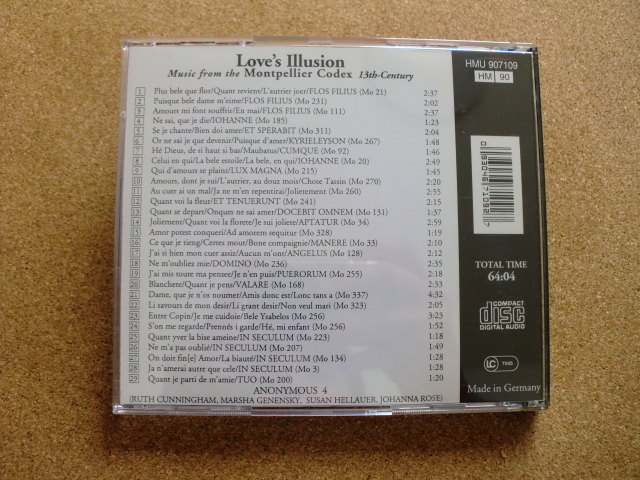 Love's Illusion
Music from the Montpellier Codex 13th-Century
1 Plus bele que flor/Quant revient/L'autrier joer/FLOS FILIUS (Mo 21) 2:37
2 Puisque bele dame m'eime/FLOS FILIUS (Mo 231) 2:02
3 Amours mi font souffrir/En mai/FLOS FILIUS (Mo 111) 2:37
4 Ne sai, que je die/IOHANNE (Mo 185) 1:23
5 Se je chante/Bien doi amer/ET SPERABIT (Mo 311) 2:04
6 Or ne sai je que devenir/Puisque d'amer/KYRIELEYSON (Mo 267) 1:48
7 Hé Dieus, de si haut si bas/Maubatus/CUMQUE (Mo 92) 1:46
8 Celui en qui/La bele estoile/La bele, en qui/IOHANNE (Mo 20) 2:49
9 Qui d'amours se plaint/LUX MAGNA (Mo 215) 1:45
10 Amours, dont je sui/L'autrier, au douz mois/Chose Tassin (Mo 270) 2:20
11 Au cuer ai un mal/Ja ne m'en repentirai/Jolietement (Mo 260) 2:55
12 Quant voi la fleur/ET TENUERUNT (Mo 241) 2:15
13 Quant se depart/Onques ne sai amer/DOCEBIT OMNEM (Mo 131) 1:37
14 Joliement/Quant voi la florete/Je sui joliete/APTATUR (Mo 34) 2:59
15 Amor potest conqueri/Ad amorem sequitur (Mo 328) 1:19
16 Ce que je tieng/Certes mout/Bone compaignie/MANERE (Mo 33) 2:10
17 J'ai si bien mon cuer assiz/Aucun m'ont/ANGELUS (Mo 128) 2:12
18 Ne m'oubliez mie/DOMINO (Mo 236) 2:35
19 J'ai mis toute ma pensee/Je n'en puis/PUERORUM (Mo 255) 2:18
20 Blanchete/Quant je pens/VALARE (Mo 168) 2:33
21 Dame, que je n'os noumer/Amis donc est/Lonc tans a (Mo 337) 4:32
22 Li savours de mon desir/Li grant desir/Non veul mari (Mo 323) 2:05
23 Entre Copin/Je me cuidoie/Bele Ysabelos (Mo 256) 3:23
24 S'on me regarde/Prennés i garde/Hé, mi enfant (Mo 256) 1:52
25 Quant yver la bise ameine/IN SECULUM (Mo 223) 1:18
26 Ne m'a pas oublié/IN SECULUM (Mo 207) 1:49
27 On doit fin[e] Amor/La biauté/IN SECULUM (Mo 134) 1:28
28 Ja n'amerai autre que cele/IN SECULUM (Mo 3) 1:28
29 Quant je parti de m'amie/TUO (Mo 200) 1:20
ANONYMOUS 4
(RUTH CUNNINGHAM, MARSHA GENENSKY, SUSAN HELLAUER, JOHANNA ROSE)
HMU 907109
HM 90
TOTAL TIME
64:04
COMPACT
disc
DIGITAL AUDIO
LC 7045
Made in Germany